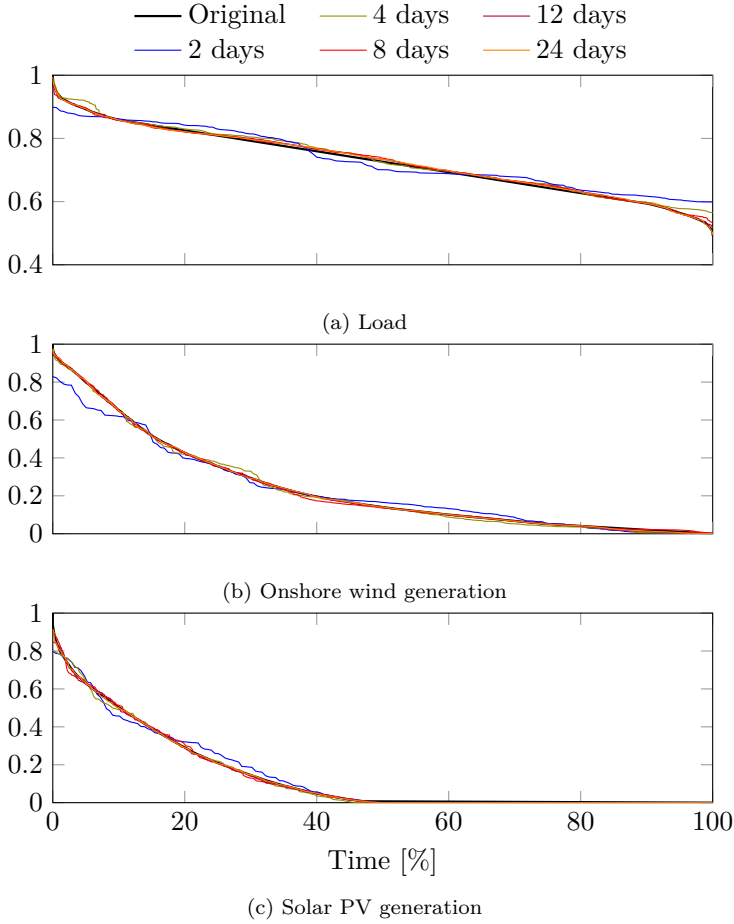 Original 4 days 12 days
2 days 8 days 24 days
1
0.8
0.6
0.4
(a) Load
1
0.8
0.6
0.4
0.2
0
(b) Onshore wind generation
1
0.8
0.6
0.4
0.2
0
0 20 40 60 80 100
Time [%]
(c) Solar PV generation